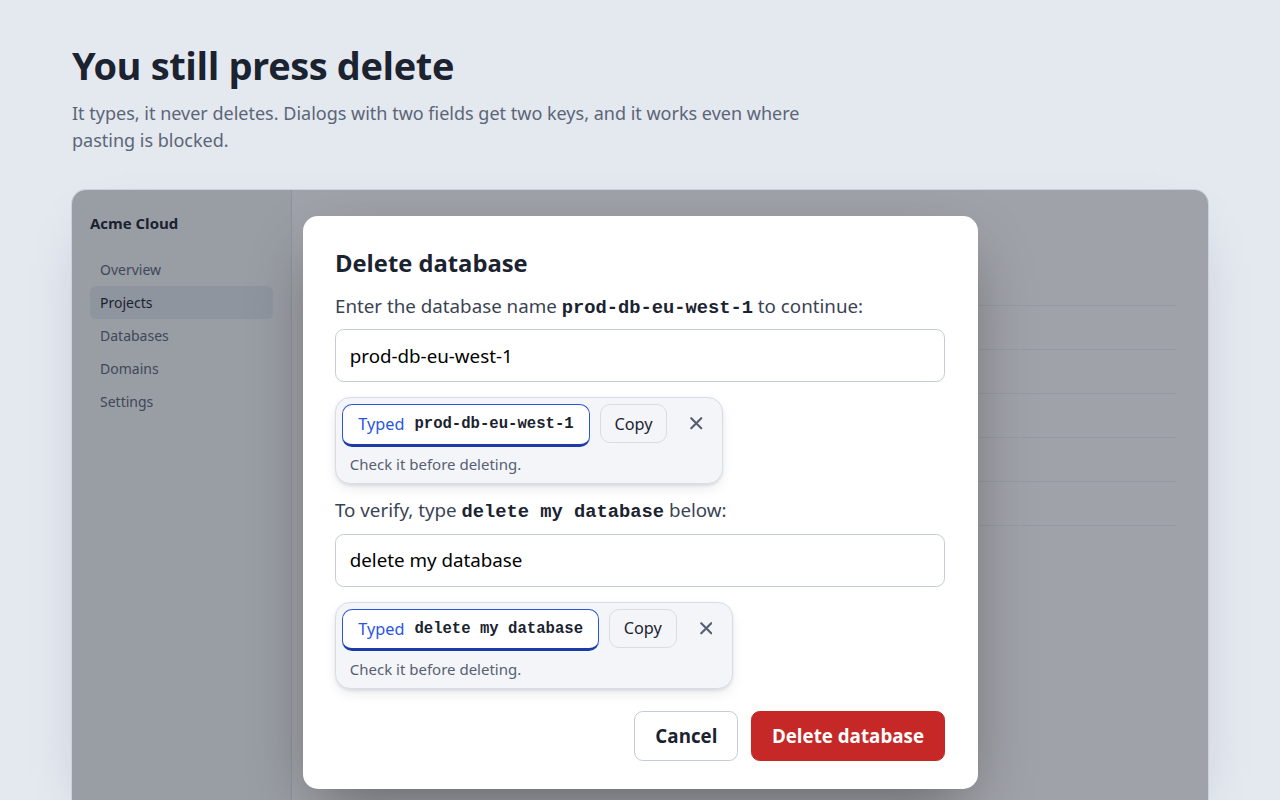 You still press delete
It types, it never deletes. Dialogs with two fields get two keys, and it works even where
pasting is blocked.
Acme Cloud
Overview
Projects
Databases
Domains
Settings
Delete database
Enter the database name prod-db-eu-west-1 to continue:
prod-db-eu-west-1
Typed prod-db-eu-west-1 Copy ✕
Check it before deleting.
To verify, type delete my database below:
delete my database
Typed delete my database Copy ✕
Check it before deleting.
Cancel Delete database